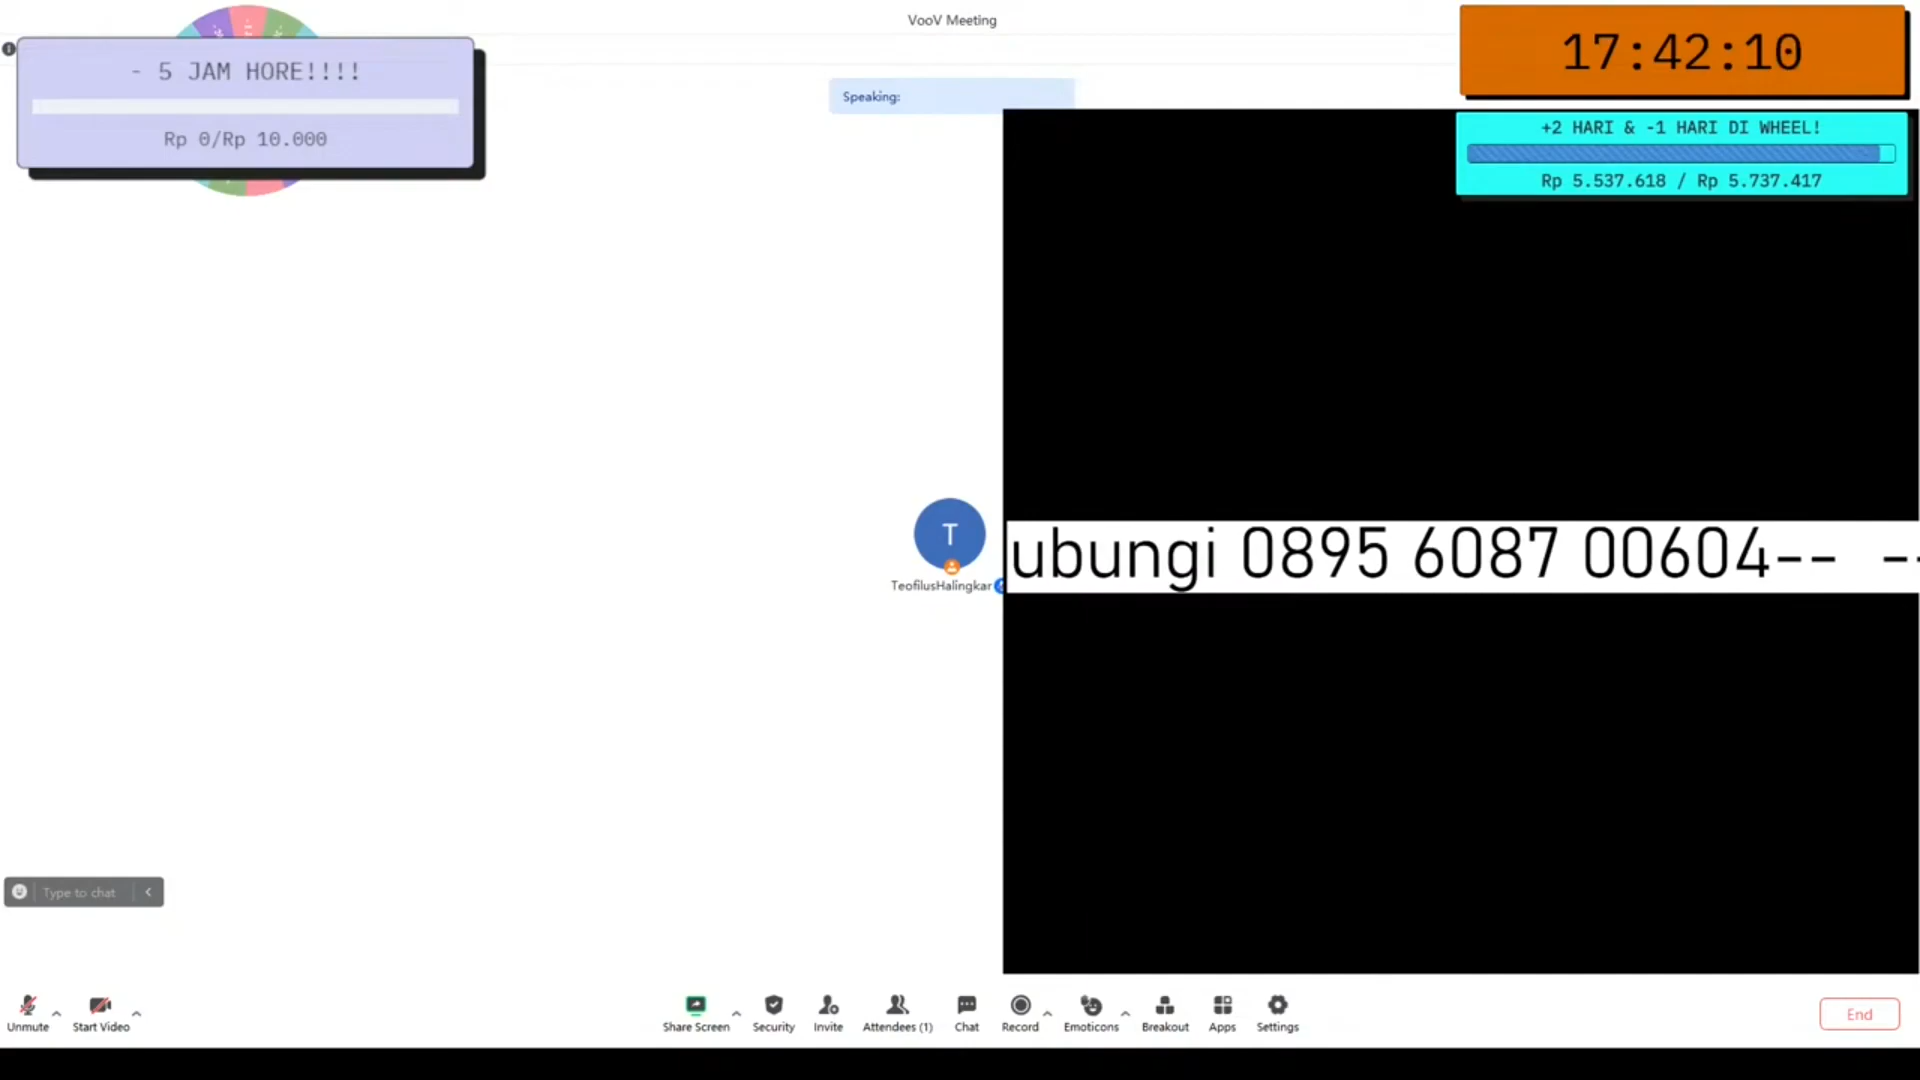 VooV Meeting
- 5 JAM HORE!!!!
Rp 0/Rp 10.000
17:42:10
Speaking:
+2 HARI & -1 HARI DI WHEEL!
Rp 5.537.618 / Rp 5.737.417
T
ubungi 0895 6087 00604-- --
TeofilusHalingkar
Type to chat
Unmute
Start Video
Share Screen
Security
Invite
Attendees (1)
Chat
Record
Emoticons
Breakout
Apps
Settings
End